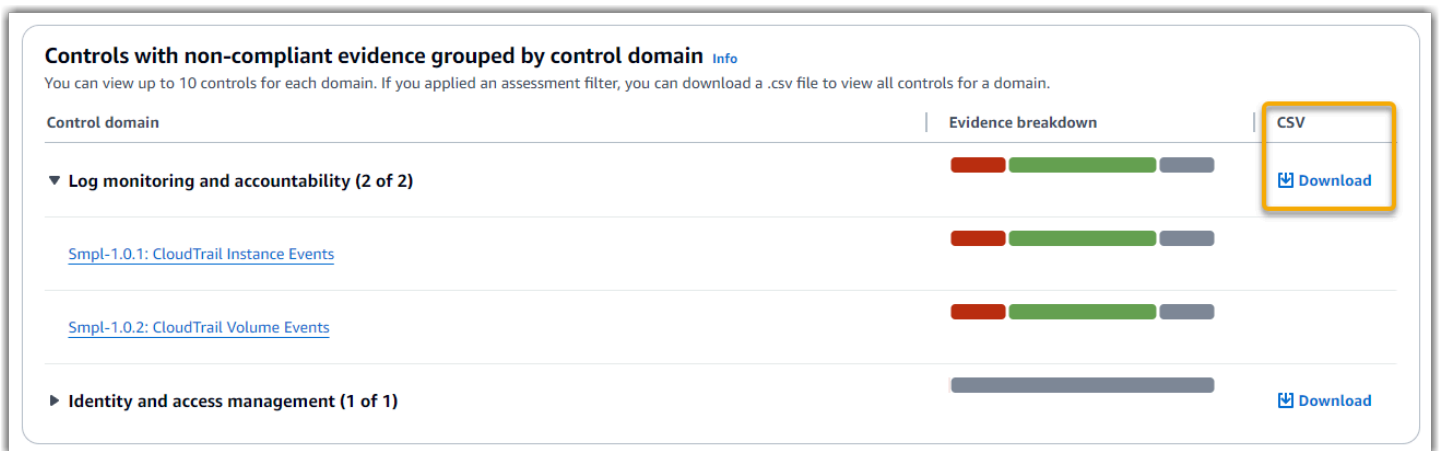 Controls with non-compliant evidence grouped by control domain Info
You can view up to 10 controls for each domain. If you applied an assessment filter, you can download a .csv file to view all controls for a domain.
Control domain Evidence breakdown CSV
Log monitoring and accountability (2 of 2) Download
Smpl-1.0.1: CloudTrail Instance Events
Smpl-1.0.2: CloudTrail Volume Events
Identity and access management (1 of 1) Download